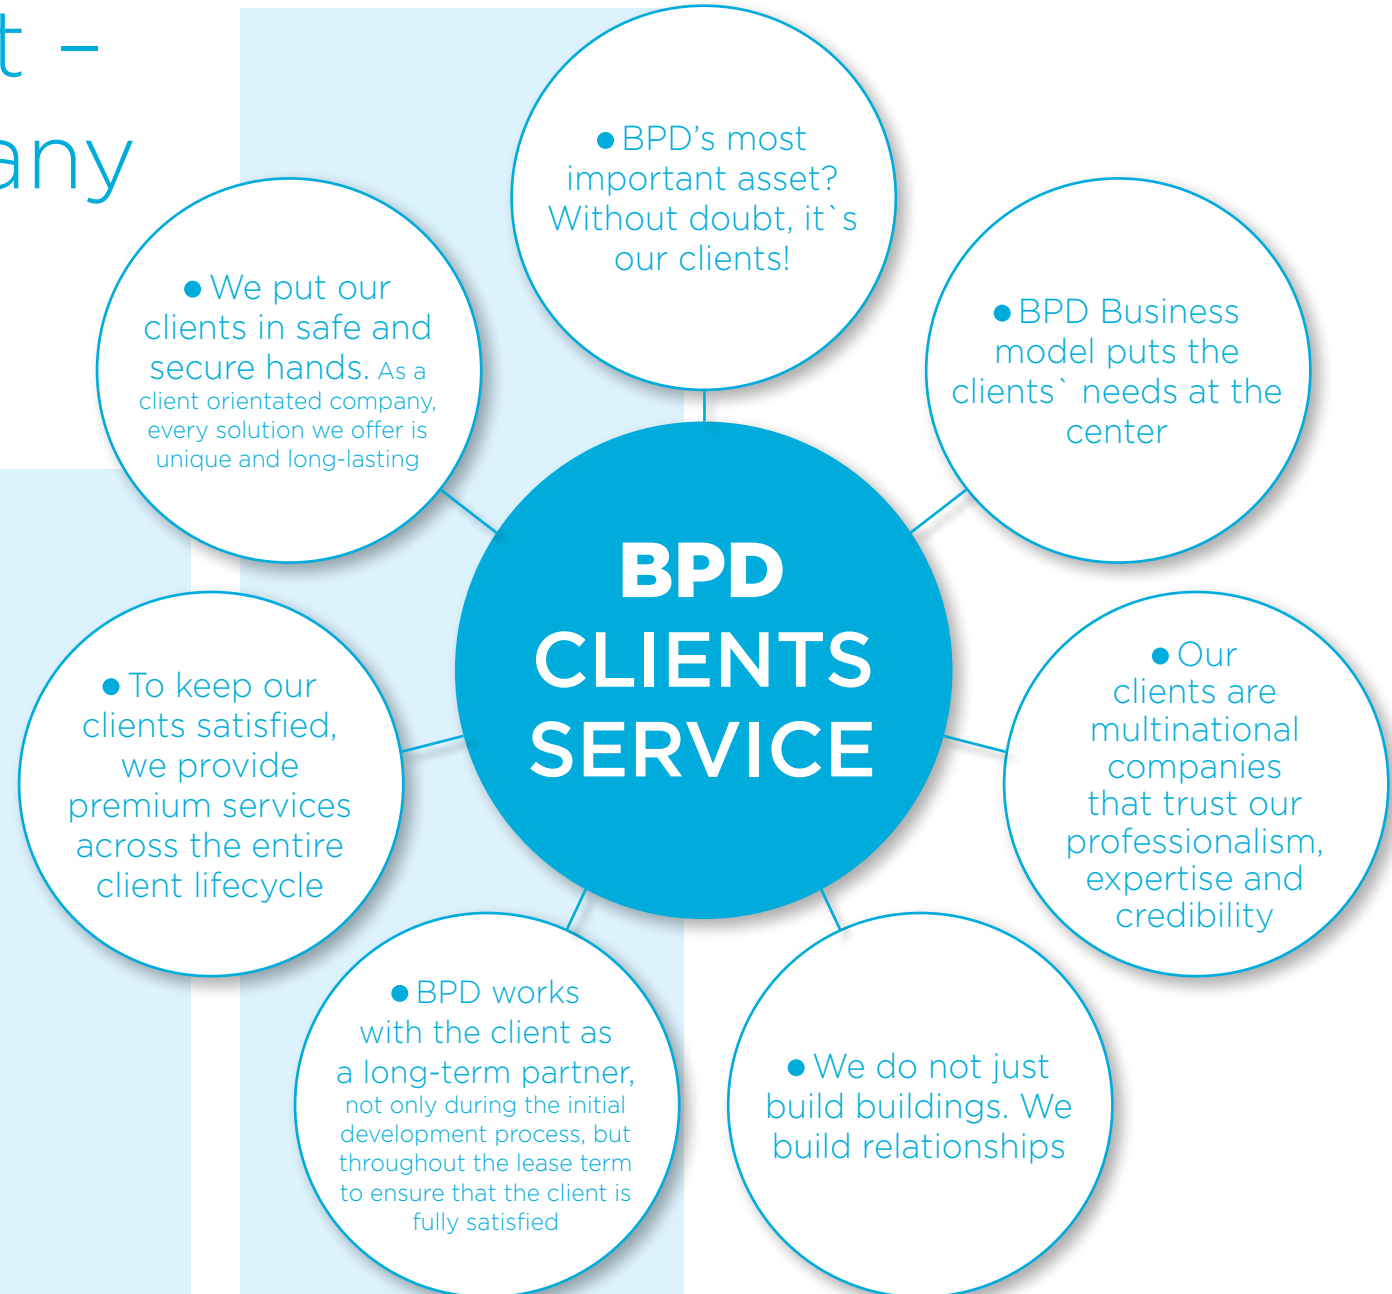 t –
any
● BPD's most
important asset?
Without doubt, it`s
our clients!
● We put our
clients in safe and
secure hands. As a
client orientated company,
every solution we offer is
unique and long-lasting
● BPD Business
model puts the
clients` needs at the
center
BPD
CLIENTS
SERVICE
● To keep our
clients satisfied,
we provide
premium services
across the entire
client lifecycle
● Our
clients are
multinational
companies
that trust our
professionalism,
expertise and
credibility
● BPD works
with the client as
a long-term partner,
not only during the initial
development process, but
throughout the lease term
to ensure that the client is
fully satisfied
● We do not just
build buildings. We
build relationships